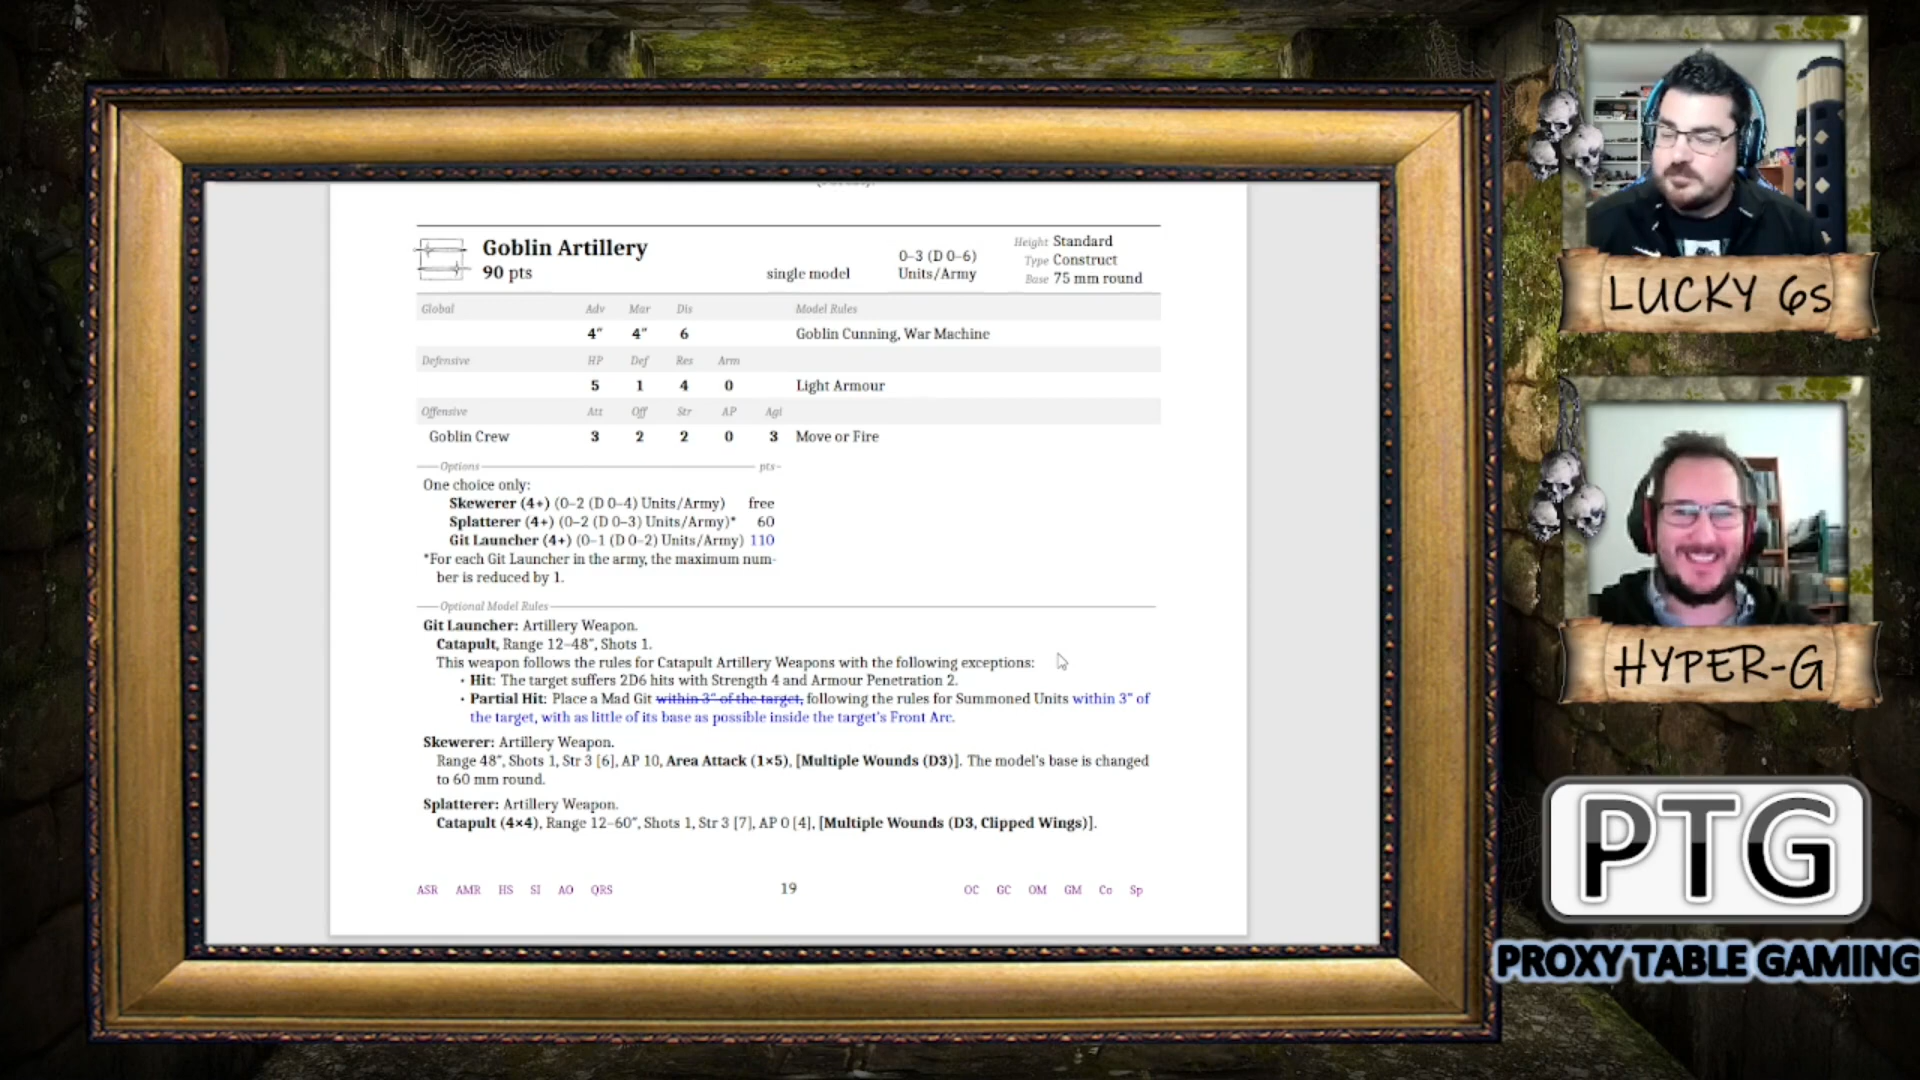 Goblin Artillery
90 pts
single model
0–3 (D 0–6)
Units/Army
Height Standard
Type Construct
Base 75 mm round
Global Adv Mar Dis Model Rules
4″ 4″ 6 Goblin Cunning, War Machine
Defensive HP Def Res Arm
5 1 4 0 Light Armour
Offensive Att Off Str AP Agi
Goblin Crew 3 2 2 0 3 Move or Fire
Options pts
One choice only:
Skewerer (4+) (0–2 (D 0–4) Units/Army) free
Splatterer (4+) (0–2 (D 0–3) Units/Army)* 60
Git Launcher (4+) (0–1 (D 0–2) Units/Army) 110
*For each Git Launcher in the army, the maximum num-
ber is reduced by 1.
Optional Model Rules
Git Launcher: Artillery Weapon.
Catapult, Range 12–48″, Shots 1.
This weapon follows the rules for Catapult Artillery Weapons with the following exceptions:
• Hit: The target suffers 2D6 hits with Strength 4 and Armour Penetration 2.
• Partial Hit: Place a Mad Git within 3″ of the target, following the rules for Summoned Units within 3″ of
the target, with as little of its base as possible inside the target's Front Arc.
Skewerer: Artillery Weapon.
Range 48″, Shots 1, Str 3 [6], AP 10, Area Attack (1×5), [Multiple Wounds (D3)]. The model's base is changed
to 60 mm round.
Splatterer: Artillery Weapon.
Catapult (4×4), Range 12–60″, Shots 1, Str 3 [7], AP 0 [4], [Multiple Wounds (D3, Clipped Wings)].
ASR AMR HS SI AO QRS 19 OC GC OM GM Co Sp
LUCKY 6s
HYPER-G
PTG
PROXY TABLE GAMING